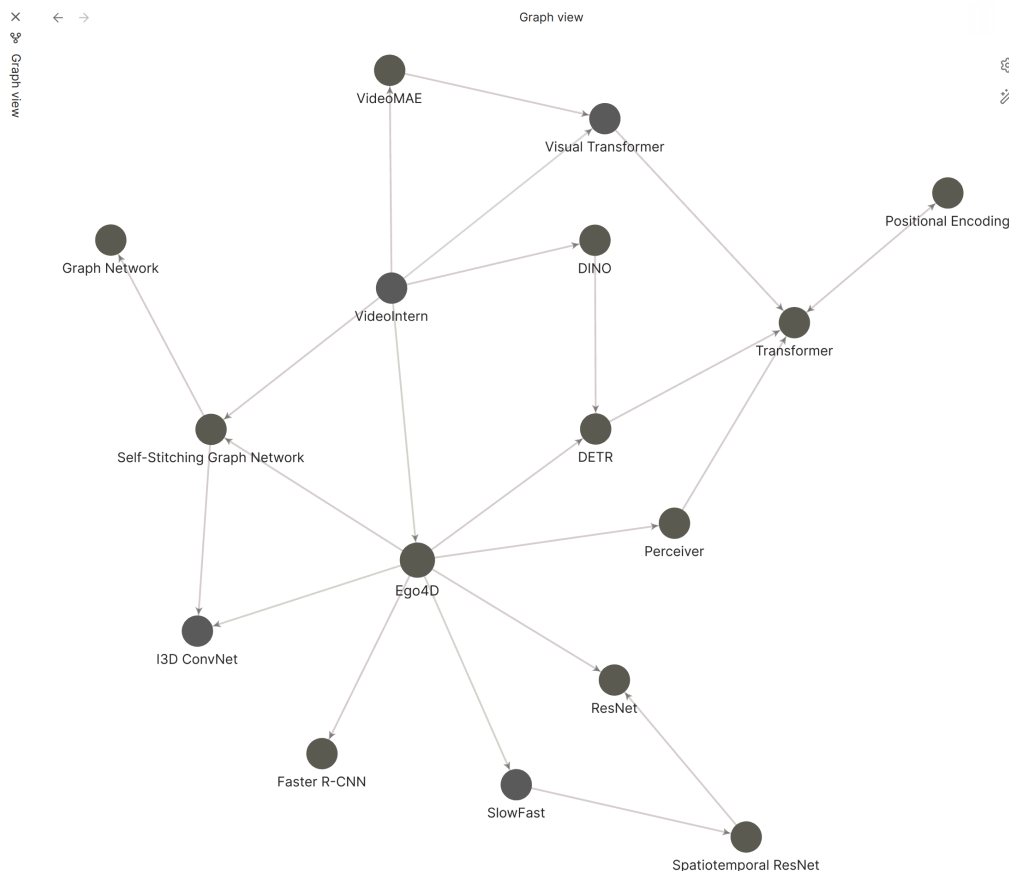 Graph view
Graph view
VideoMAE
Visual Transformer
Positional Encoding
Graph Network
DINO
VideoIntern
Transformer
Self-Stitching Graph Network
DETR
Perceiver
Ego4D
I3D ConvNet
ResNet
Faster R-CNN
SlowFast
Spatiotemporal ResNet